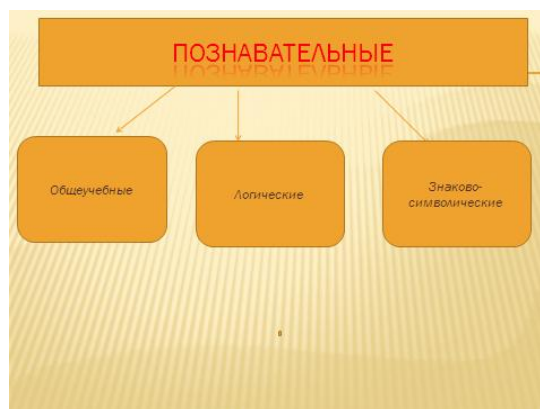 ПОЗНАВАТЕЛЬНЫЕ
Общеучебные
Логические
Знаково-
символические